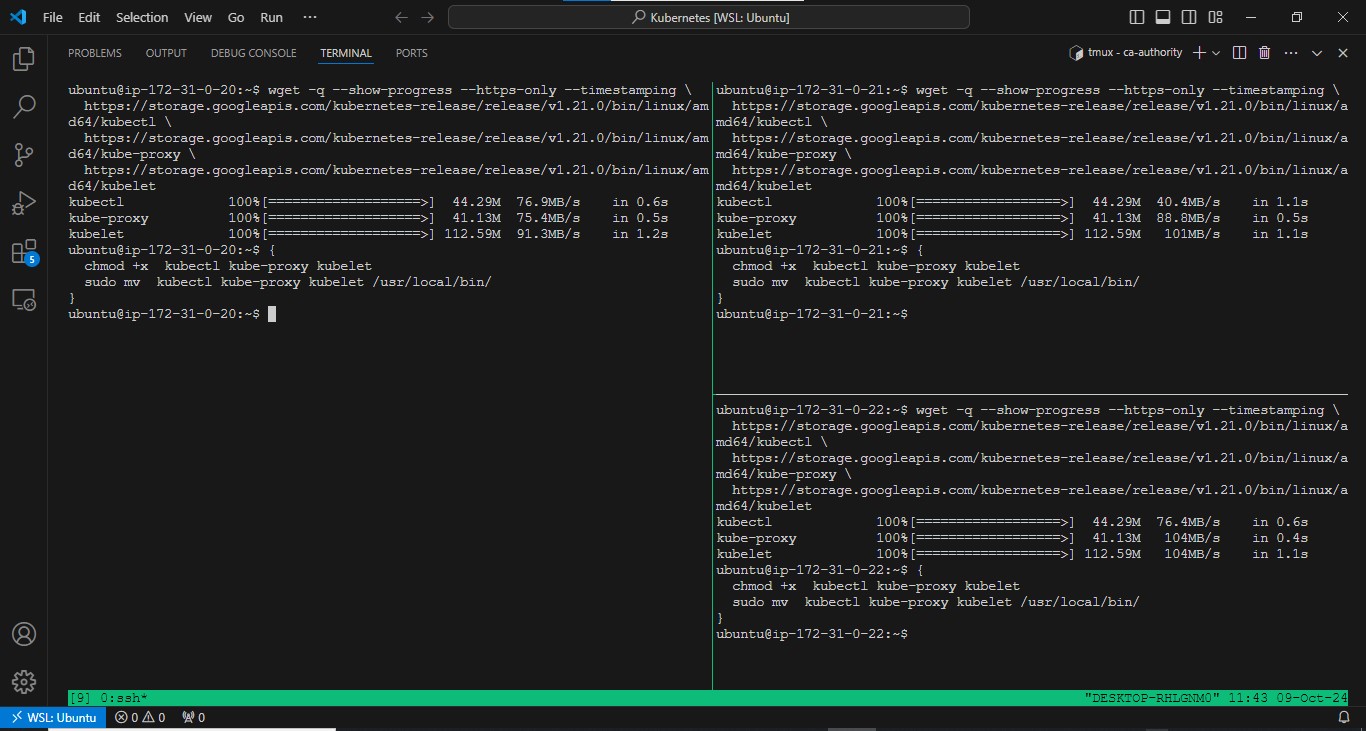 File Edit Selection View Go Run ···
Kubernetes [WSL: Ubuntu]
PROBLEMS OUTPUT DEBUG CONSOLE TERMINAL PORTS
tmux - ca-authority
5
ubuntu@ip-172-31-0-20:~$ wget -q --show-progress --https-only --timestamping \
https://storage.googleapis.com/kubernetes-release/release/v1.21.0/bin/linux/am
d64/kubectl \
https://storage.googleapis.com/kubernetes-release/release/v1.21.0/bin/linux/am
d64/kube-proxy \
https://storage.googleapis.com/kubernetes-release/release/v1.21.0/bin/linux/am
d64/kubelet
kubectl 100%[===================>] 44.29M 76.9MB/s in 0.6s
kube-proxy 100%[===================>] 41.13M 75.4MB/s in 0.5s
kubelet 100%[===================>] 112.59M 91.3MB/s in 1.2s
ubuntu@ip-172-31-0-20:~$ {
chmod +x kubectl kube-proxy kubelet
sudo mv kubectl kube-proxy kubelet /usr/local/bin/
}
ubuntu@ip-172-31-0-20:~$
ubuntu@ip-172-31-0-21:~$ wget -q --show-progress --https-only --timestamping \
https://storage.googleapis.com/kubernetes-release/release/v1.21.0/bin/linux/a
md64/kubectl \
https://storage.googleapis.com/kubernetes-release/release/v1.21.0/bin/linux/a
md64/kube-proxy \
https://storage.googleapis.com/kubernetes-release/release/v1.21.0/bin/linux/a
md64/kubelet
kubectl 100%[==================>] 44.29M 40.4MB/s in 1.1s
kube-proxy 100%[==================>] 41.13M 88.8MB/s in 0.5s
kubelet 100%[==================>] 112.59M 101MB/s in 1.1s
ubuntu@ip-172-31-0-21:~$ {
chmod +x kubectl kube-proxy kubelet
sudo mv kubectl kube-proxy kubelet /usr/local/bin/
}
ubuntu@ip-172-31-0-21:~$
ubuntu@ip-172-31-0-22:~$ wget -q --show-progress --https-only --timestamping \
https://storage.googleapis.com/kubernetes-release/release/v1.21.0/bin/linux/a
md64/kubectl \
https://storage.googleapis.com/kubernetes-release/release/v1.21.0/bin/linux/a
md64/kube-proxy \
https://storage.googleapis.com/kubernetes-release/release/v1.21.0/bin/linux/a
md64/kubelet
kubectl 100%[==================>] 44.29M 76.4MB/s in 0.6s
kube-proxy 100%[==================>] 41.13M 104MB/s in 0.4s
kubelet 100%[==================>] 112.59M 104MB/s in 1.1s
ubuntu@ip-172-31-0-22:~$ {
chmod +x kubectl kube-proxy kubelet
sudo mv kubectl kube-proxy kubelet /usr/local/bin/
}
ubuntu@ip-172-31-0-22:~$
[9] 0:ssh* "DESKTOP-RHLGNM0" 11:43 09-Oct-24
WSL: Ubuntu 0 0 0